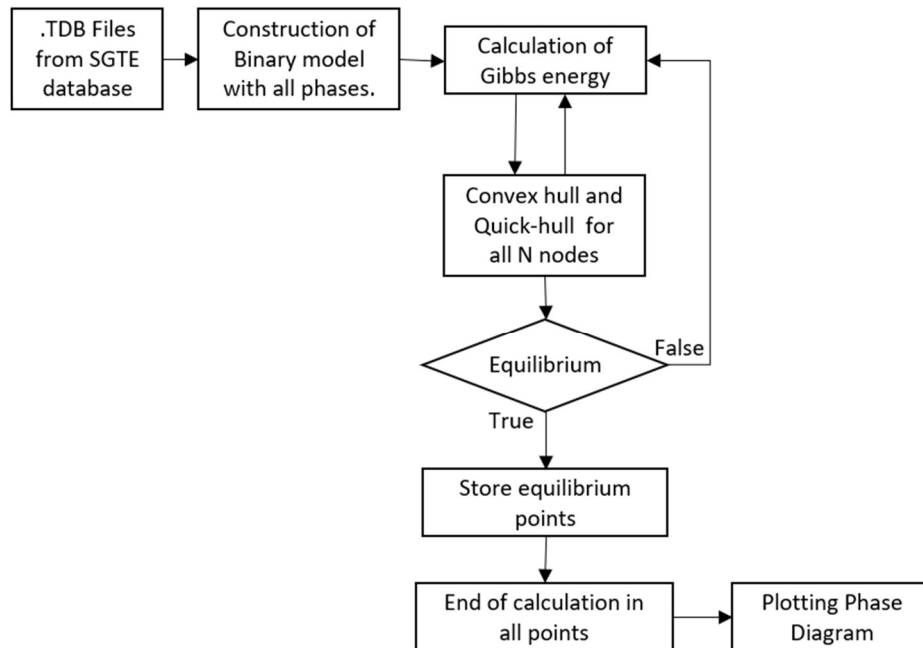 .TDB Files
from SGTE
database
Construction of
Binary model
with all phases.
Calculation of
Gibbs energy
Convex hull and
Quick-hull for
all N nodes
Equilibrium
False
True
Store equilibrium
points
End of calculation in
all points
Plotting Phase
Diagram